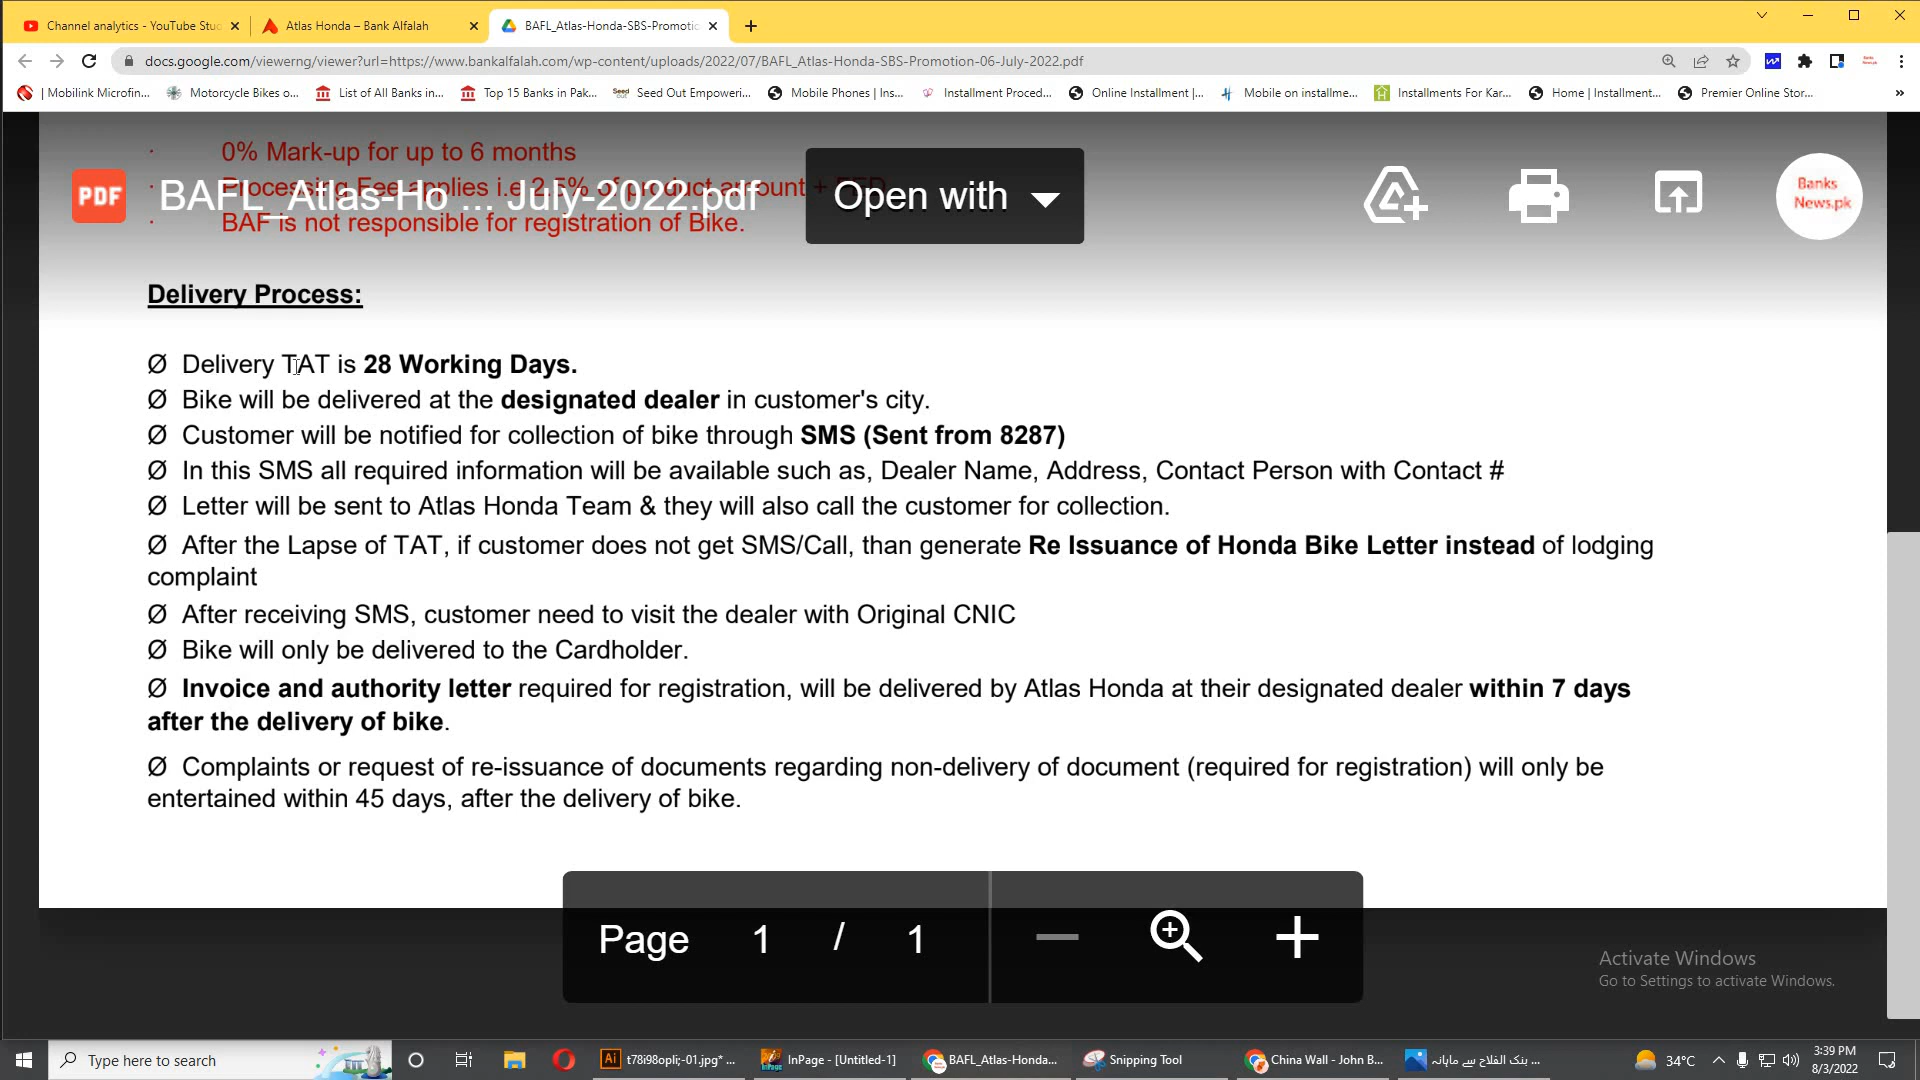 Channel analytics - YouTube Stu
Atlas Honda – Bank Alfalah
BAFL_Atlas-Honda-SBS-Promotic
docs.google.com/viewerng/viewer?url=https://www.bankalfalah.com/wp-content/uploads/2022/07/BAFL_Atlas-Honda-SBS-Promotion-06-July-2022.pdf
| Mobilink Microfin...
Motorcycle Bikes o...
List of All Banks in...
Top 15 Banks in Pak...
Seed Out Empoweri...
Mobile Phones | Ins...
Installment Proced...
Online Installment |...
Mobile on installme...
Installments For Kar...
Home | Installment...
Premier Online Stor...
»
· 0% Mark-up for up to 6 months
· Processing Fee applies i.e 2.5% of product amount + FED
· BAF is not responsible for registration of Bike.
PDF
BAFL_Atlas-Ho ... July-2022.pdf
Open with
Banks
News.pk
Delivery Process:
Ø Delivery TAT is 28 Working Days.
Ø Bike will be delivered at the designated dealer in customer's city.
Ø Customer will be notified for collection of bike through SMS (Sent from 8287)
Ø In this SMS all required information will be available such as, Dealer Name, Address, Contact Person with Contact #
Ø Letter will be sent to Atlas Honda Team & they will also call the customer for collection.
Ø After the Lapse of TAT, if customer does not get SMS/Call, than generate Re Issuance of Honda Bike Letter instead of lodging
complaint
Ø After receiving SMS, customer need to visit the dealer with Original CNIC
Ø Bike will only be delivered to the Cardholder.
Ø Invoice and authority letter required for registration, will be delivered by Atlas Honda at their designated dealer within 7 days
after the delivery of bike.
Ø Complaints or request of re-issuance of documents regarding non-delivery of document (required for registration) will only be
entertained within 45 days, after the delivery of bike.
Page 1 / 1
Activate Windows
Go to Settings to activate Windows.
Type here to search
t78i98opli;-01.jpg* ...
InPage - [Untitled-1]
BAFL_Atlas-Honda...
Snipping Tool
China Wall - John B...
بنک الفلاح سے ماہانہ ...
34°C
3:39 PM
8/3/2022